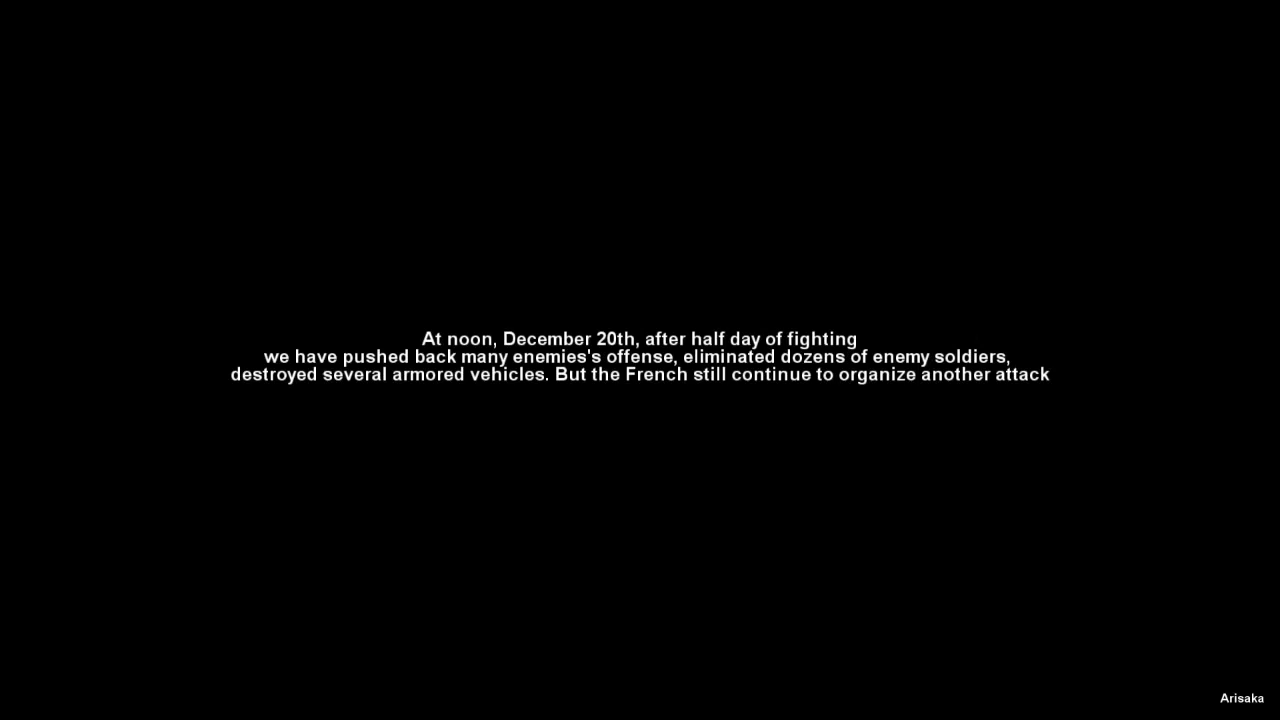 At noon, December 20th, after half day of fighting
we have pushed back many enemies's offense, eliminated dozens of enemy soldiers,
destroyed several armored vehicles. But the French still continue to organize another attack
Arisaka